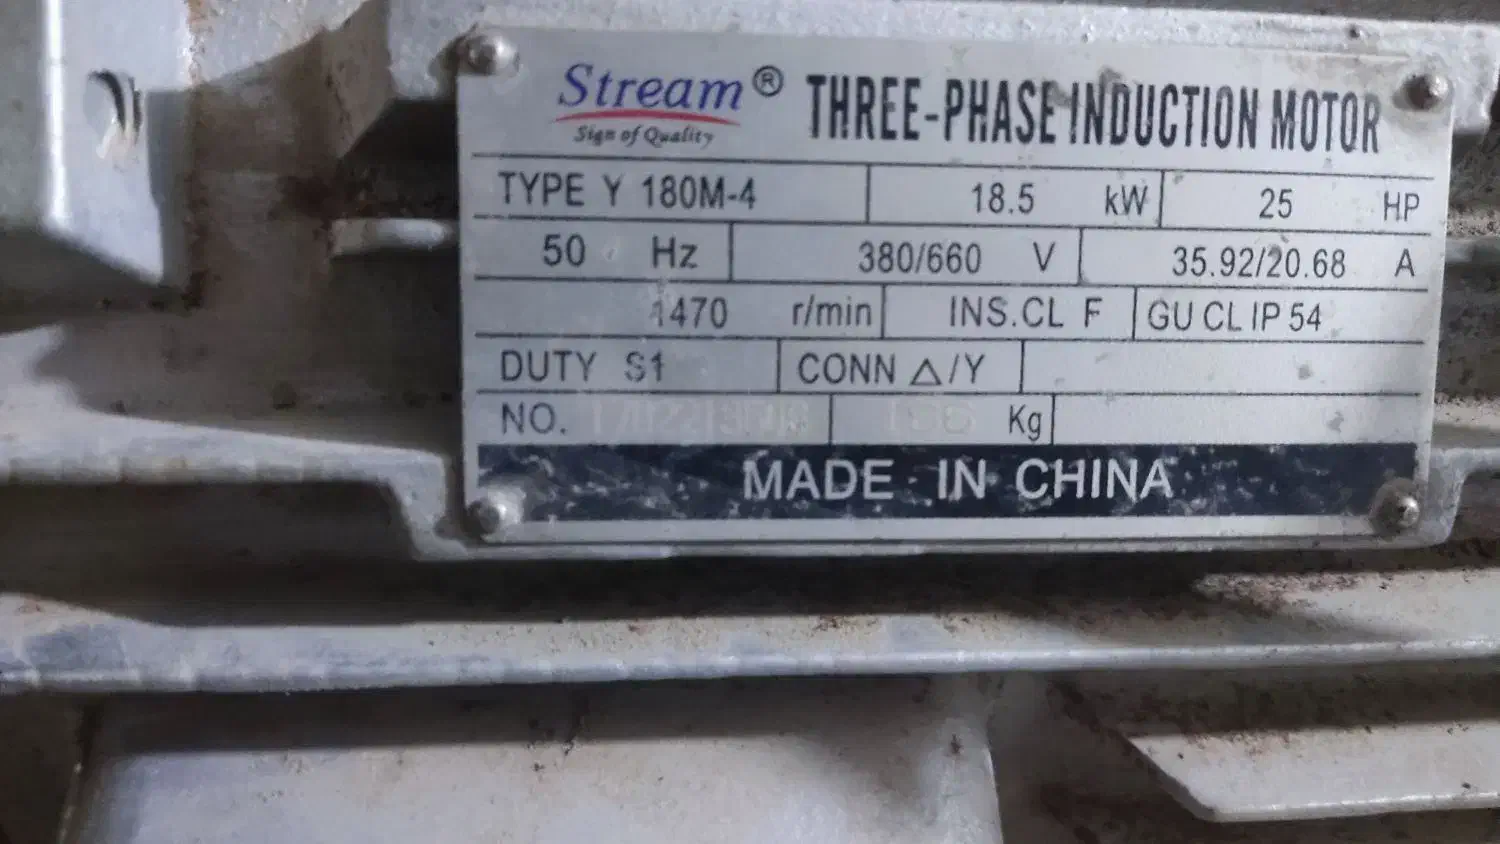 Stream® THREE-PHASE INDUCTION MOTOR
Sign of Quality
TYPE Y 180M-4 18.5 kW 25 HP
50 Hz 380/660 V 35.92/20.68 A
1470 r/min INS.CL F GU CL IP 54
DUTY S1 CONN △/Y
NO. Kg
MADE IN CHINA